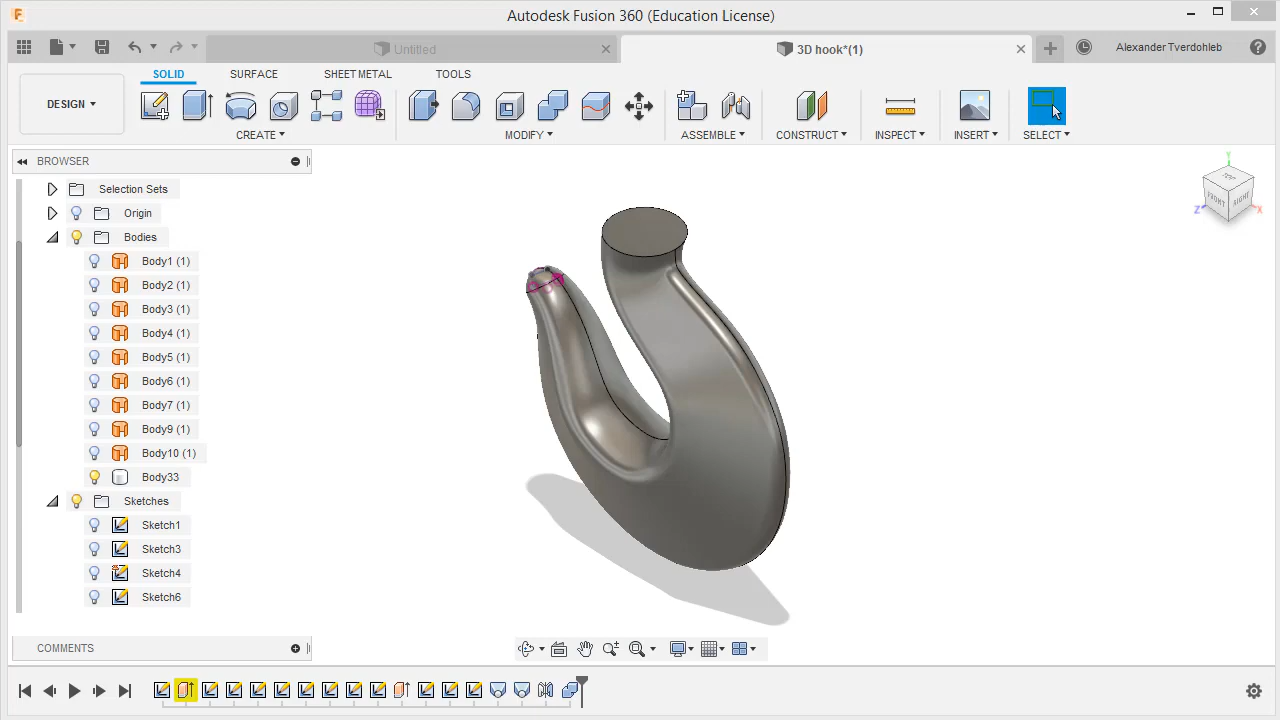 Autodesk Fusion 360 (Education License)
Untitled
3D hook*(1)
Alexander Tverdohleb
SOLID
SURFACE
SHEET METAL
TOOLS
DESIGN
CREATE
MODIFY
ASSEMBLE
CONSTRUCT
INSPECT
INSERT
SELECT
BROWSER
Selection Sets
Origin
Bodies
Body1 (1)
Body2 (1)
Body3 (1)
Body4 (1)
Body5 (1)
Body6 (1)
Body7 (1)
Body9 (1)
Body10 (1)
Body33
Sketches
Sketch1
Sketch3
Sketch4
Sketch6
Y
FRONT
RIGHT
Z
X
COMMENTS